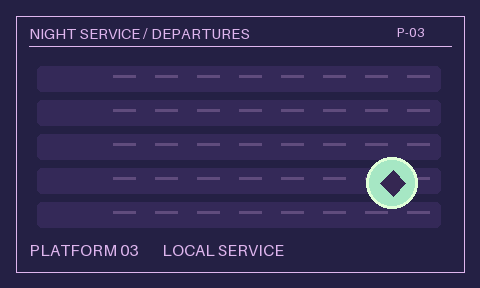 NIGHT SERVICE / DEPARTURES
P-03
PLATFORM 03 LOCAL SERVICE